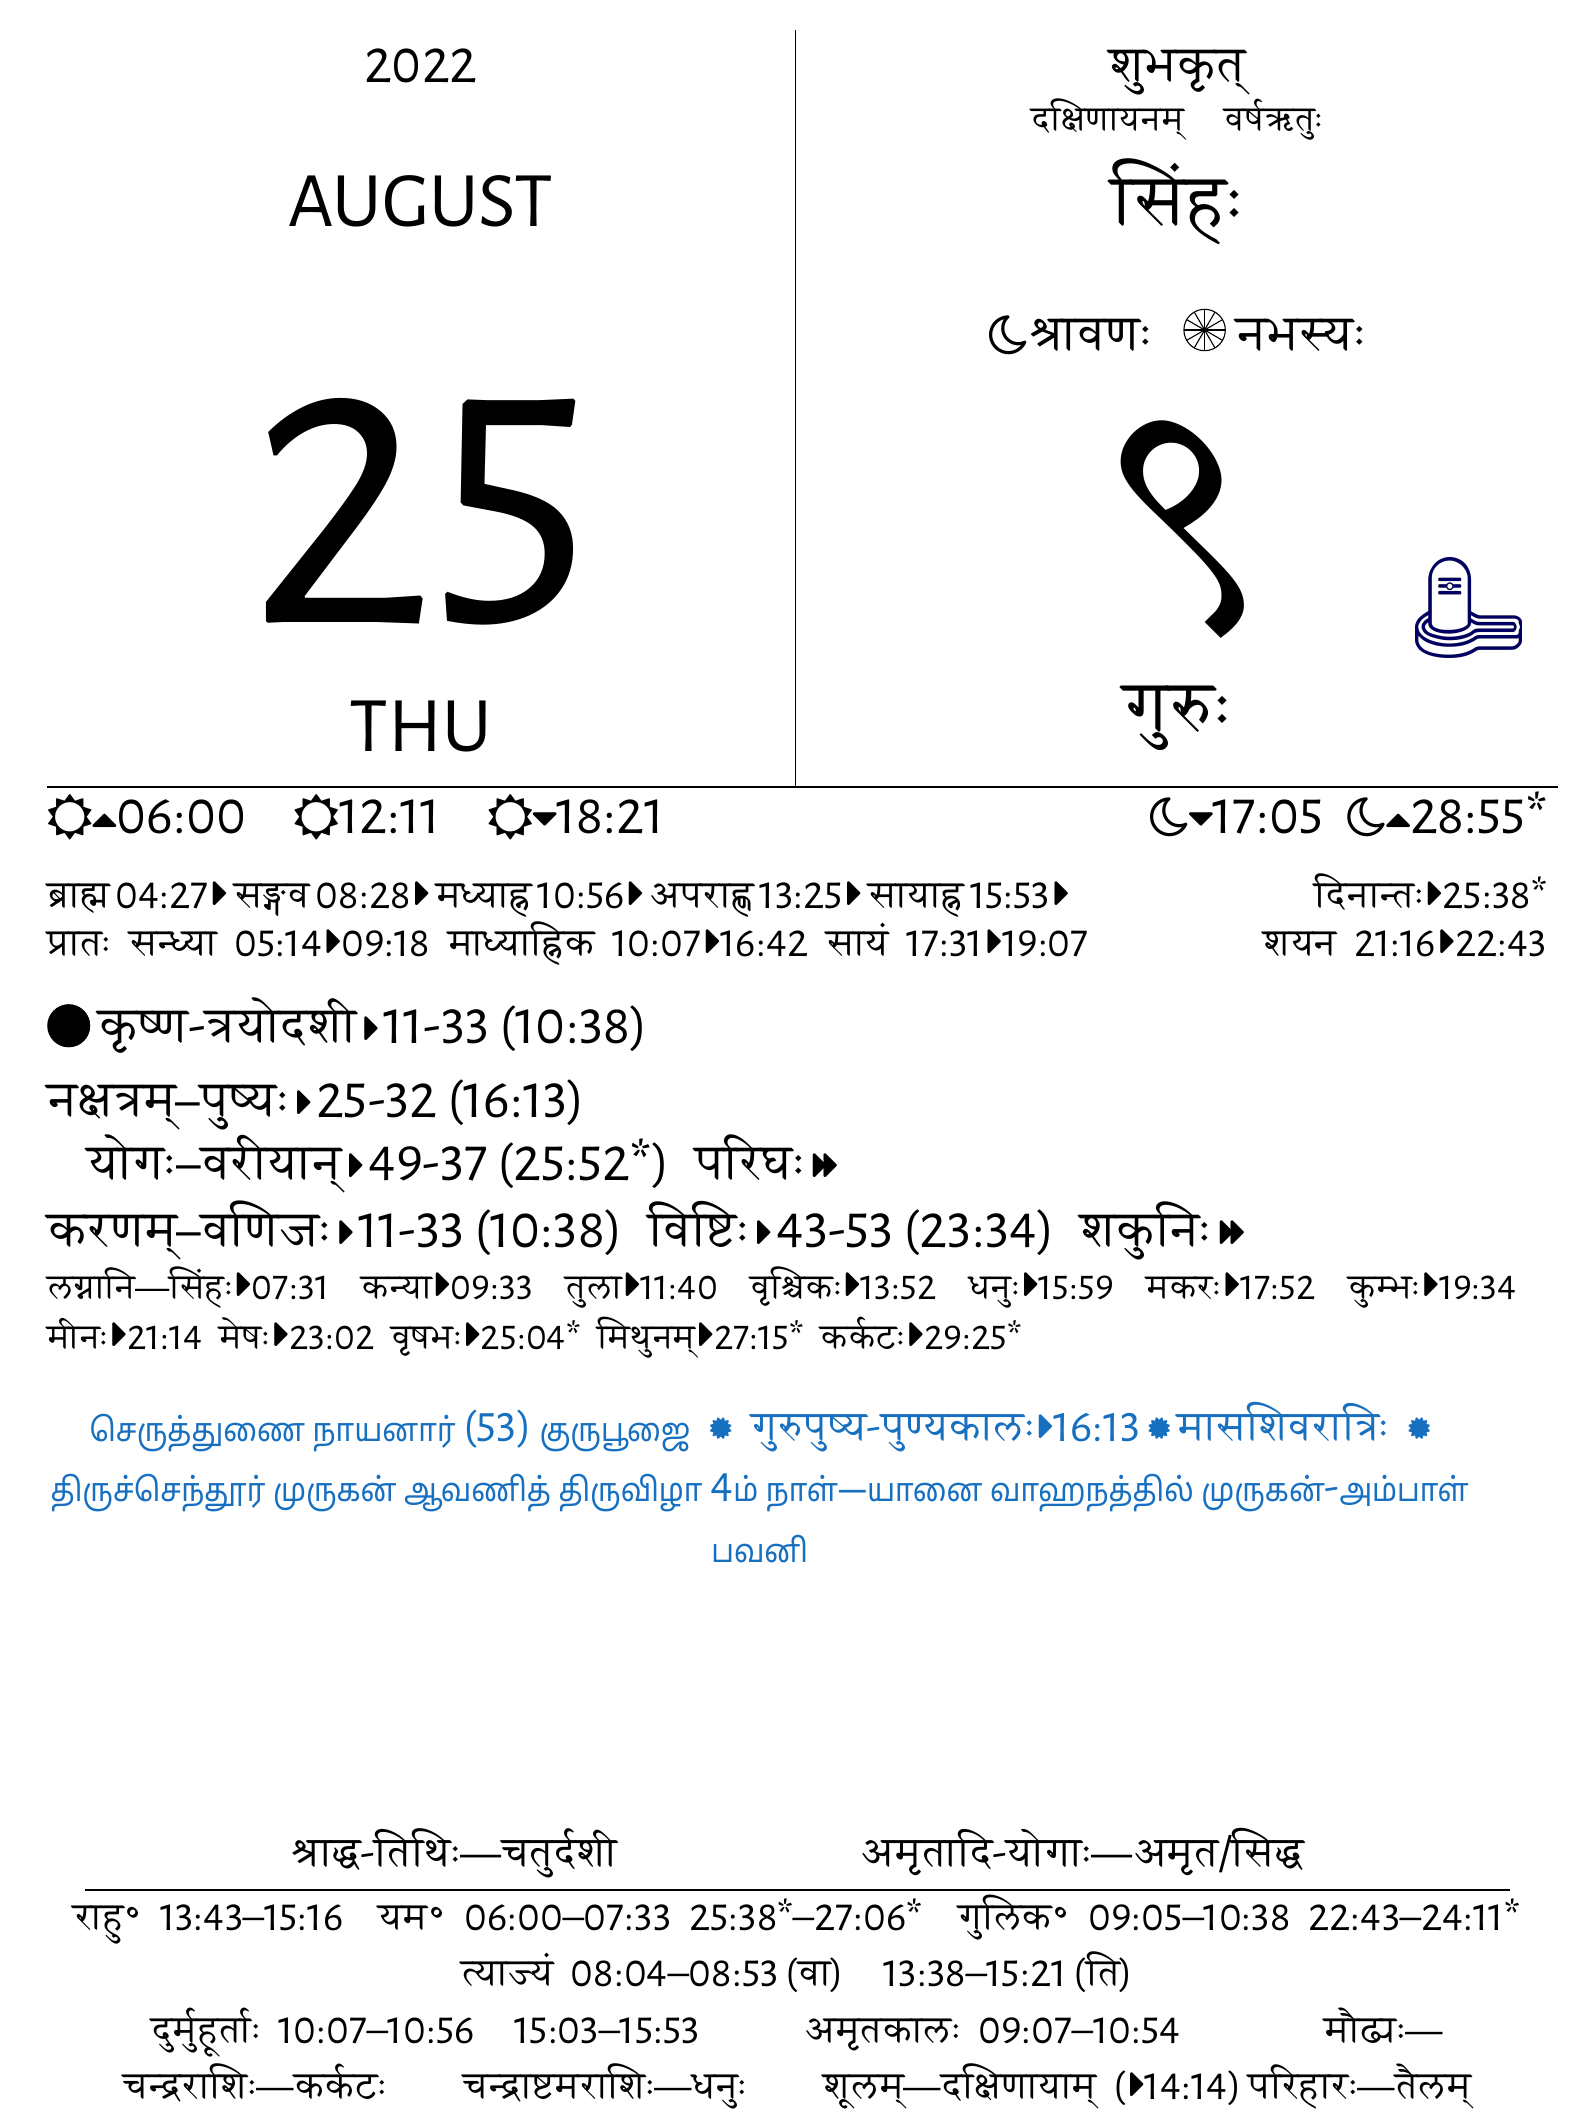 2022
AUGUST
25
THU
शुभकृत्
दक्षिणायनम् वर्षऋतुः
सिंहः
श्रावणः नभस्यः
९
गुरुः
06:00 12:11 18:21 17:05 28:55*
ब्राह्म 04:27 सङ्गव 08:28 मध्याह्न 10:56 अपराह्ण 13:25 सायाह्न 15:53 दिनान्तः 25:38*
प्रातः सन्ध्या 05:14 09:18 माध्याह्निक 10:07 16:42 सायं 17:31 19:07 शयन 21:16 22:43
कृष्ण-त्रयोदशी 11-33 (10:38)
नक्षत्रम्–पुष्यः 25-32 (16:13)
योगः–वरीयान् 49-37 (25:52*) परिघः
करणम्–वणिजः 11-33 (10:38) विष्टिः 43-53 (23:34) शकुनिः
लग्नानि—सिंहः 07:31 कन्या 09:33 तुला 11:40 वृश्चिकः 13:52 धनुः 15:59 मकरः 17:52 कुम्भः 19:34
मीनः 21:14 मेषः 23:02 वृषभः 25:04* मिथुनम् 27:15* कर्कटः 29:25*
செருத்துணை நாயனார் (53) குருபூஜை गुरुपुष्य-पुण्यकालः 16:13 मासशिवरात्रिः
திருச்செந்தூர் முருகன் ஆவணித் திருவிழா 4ம் நாள்—யானை வாஹநத்தில் முருகன்-அம்பாள்
பவனி
श्राद्ध-तिथिः—चतुर्दशी अमृतादि-योगाः—अमृत/सिद्ध
राहु॰ 13:43–15:16 यम॰ 06:00–07:33 25:38*–27:06* गुलिक॰ 09:05–10:38 22:43–24:11*
त्याज्यं 08:04–08:53 (वा) 13:38–15:21 (ति)
दुर्मुहूर्ताः 10:07–10:56 15:03–15:53 अमृतकालः 09:07–10:54 मौढ्यः—
चन्द्रराशिः—कर्कटः चन्द्राष्टमराशिः—धनुः शूलम्—दक्षिणायाम् (14:14) परिहारः—तैलम्